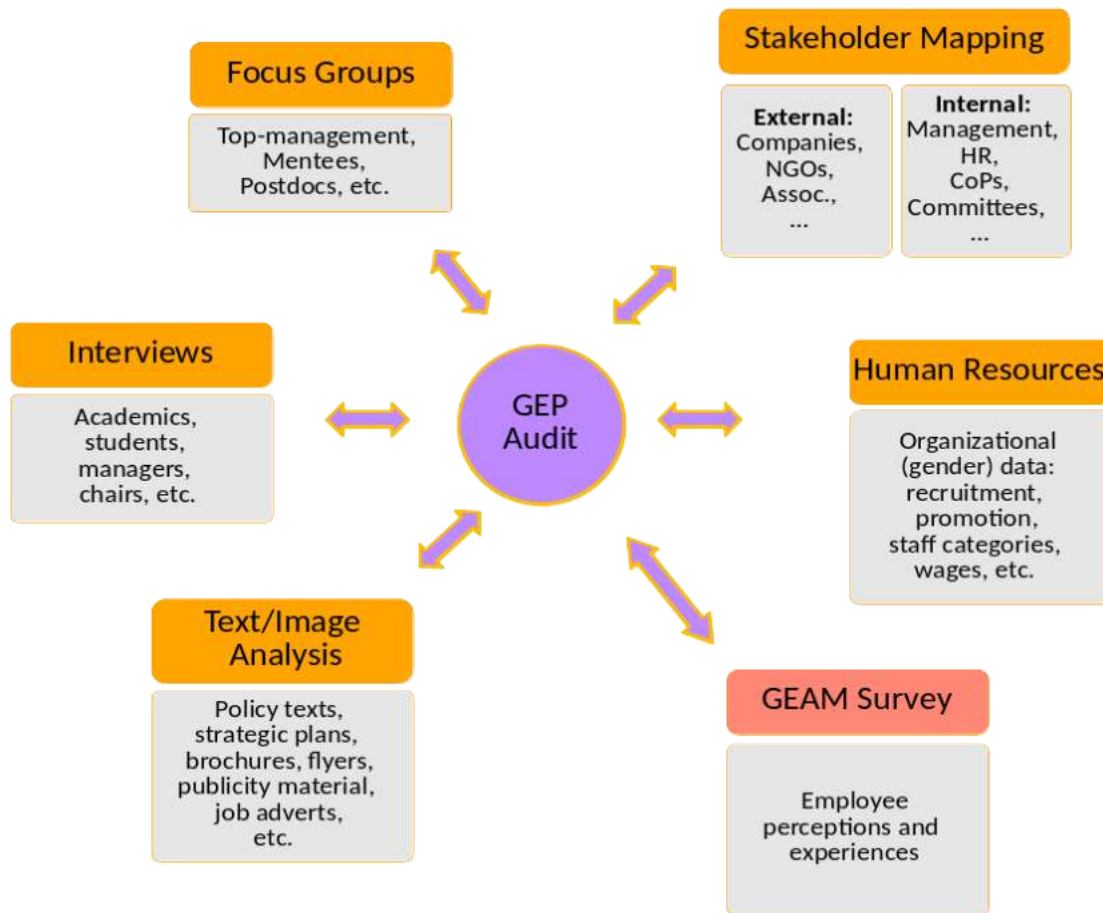 Focus Groups
Top-management,
Mentees,
Postdocs, etc.
Stakeholder Mapping
External:
Companies,
NGOs,
Assoc.,
...
Internal:
Management,
HR,
CoPs,
Committees,
...
Interviews
Academics,
students,
managers,
chairs, etc.
GEP
Audit
Human Resources
Organizational
(gender) data:
recruitment,
promotion,
staff categories,
wages, etc.
Text/Image
Analysis
Policy texts,
strategic plans,
brochures, flyers,
publicity material,
job adverts,
etc.
GEAM Survey
Employee
perceptions and
experiences